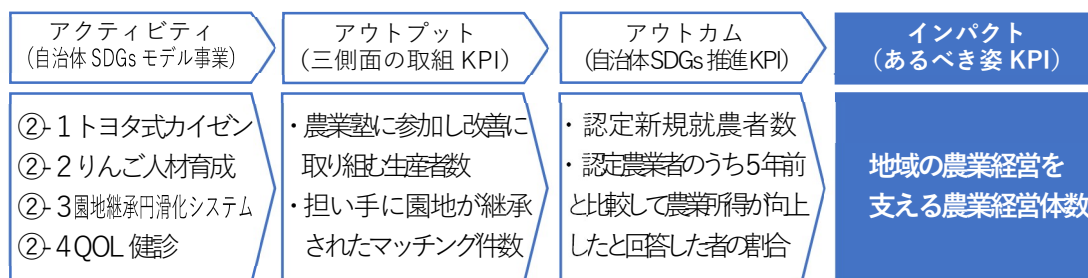 アクティビティ
(自治体 SDGs モデル事業)
②-1トヨタ式カイゼン
②-2りんご人材育成
②-3園地継承円滑化システム
②-4QOL 健診
アウトプット
(三側面の取組 KPI)
・農業塾に参加し改善に
取り組む生産者数
・担い手に園地が継承
されたマッチング件数
アウトカム
(自治体SDGs 推進KPI)
・認定新規就農者数
・認定農業者のうち5年前
と比較して農業所得が向上
したと回答した者の割合
インパクト
(あるべき姿 KPI)
地域の農業経営を
支える農業経営体数